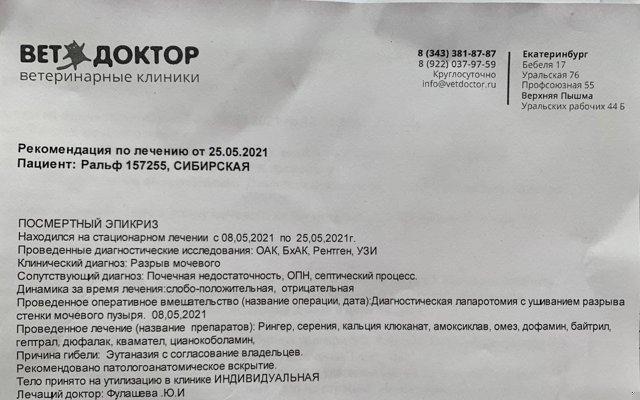 ВЕТ ДОКТОР
ветеринарные клиники
8 (343) 381-87-87
8 (922) 037-97-59
Круглосуточно
info@vetdoctor.ru
Екатеринбург
Бебеля 17
Уральская 76
Профсоюзная 55
Верхняя Пышма
Уральских рабочих 44 Б
Рекомендация по лечению от 25.05.2021
Пациент: Ральф 157255, СИБИРСКАЯ
ПОСМЕРТНЫЙ ЭПИКРИЗ
Находился на стационарном лечении с 08,05,2021 по 25,05,2021г.
Проведенные диагностические исследования: ОАК, БхАК, Рентген, УЗИ
Клинический диагноз: Разрыв мочевого
Сопутствующий диагноз: Почечная недостаточность, ОПН, септический процесс.
Динамика за время лечения:слобо-положительная, отрицательная
Проведенное оперативное вмешательство (название операции, дата):Диагностическая лапаротомия с ушиванием разрыва
стенки мочевого пузыря. 08,05,2021
Проведенное лечение (название препаратов): Рингер, серения, кальция клюканат, амоксиклав, омез, дофамин, байтрил,
гептрал, дюфалак, квамател, цианокоболамин,
Причина гибели: Эутаназия с согласование владельцев.
Рекомендовано патологоанатомическое вскрытие.
Тело принято на утилизацию в клинике ИНДИВИДУАЛЬНАЯ
Лечащий доктор: Фулашева .Ю.И